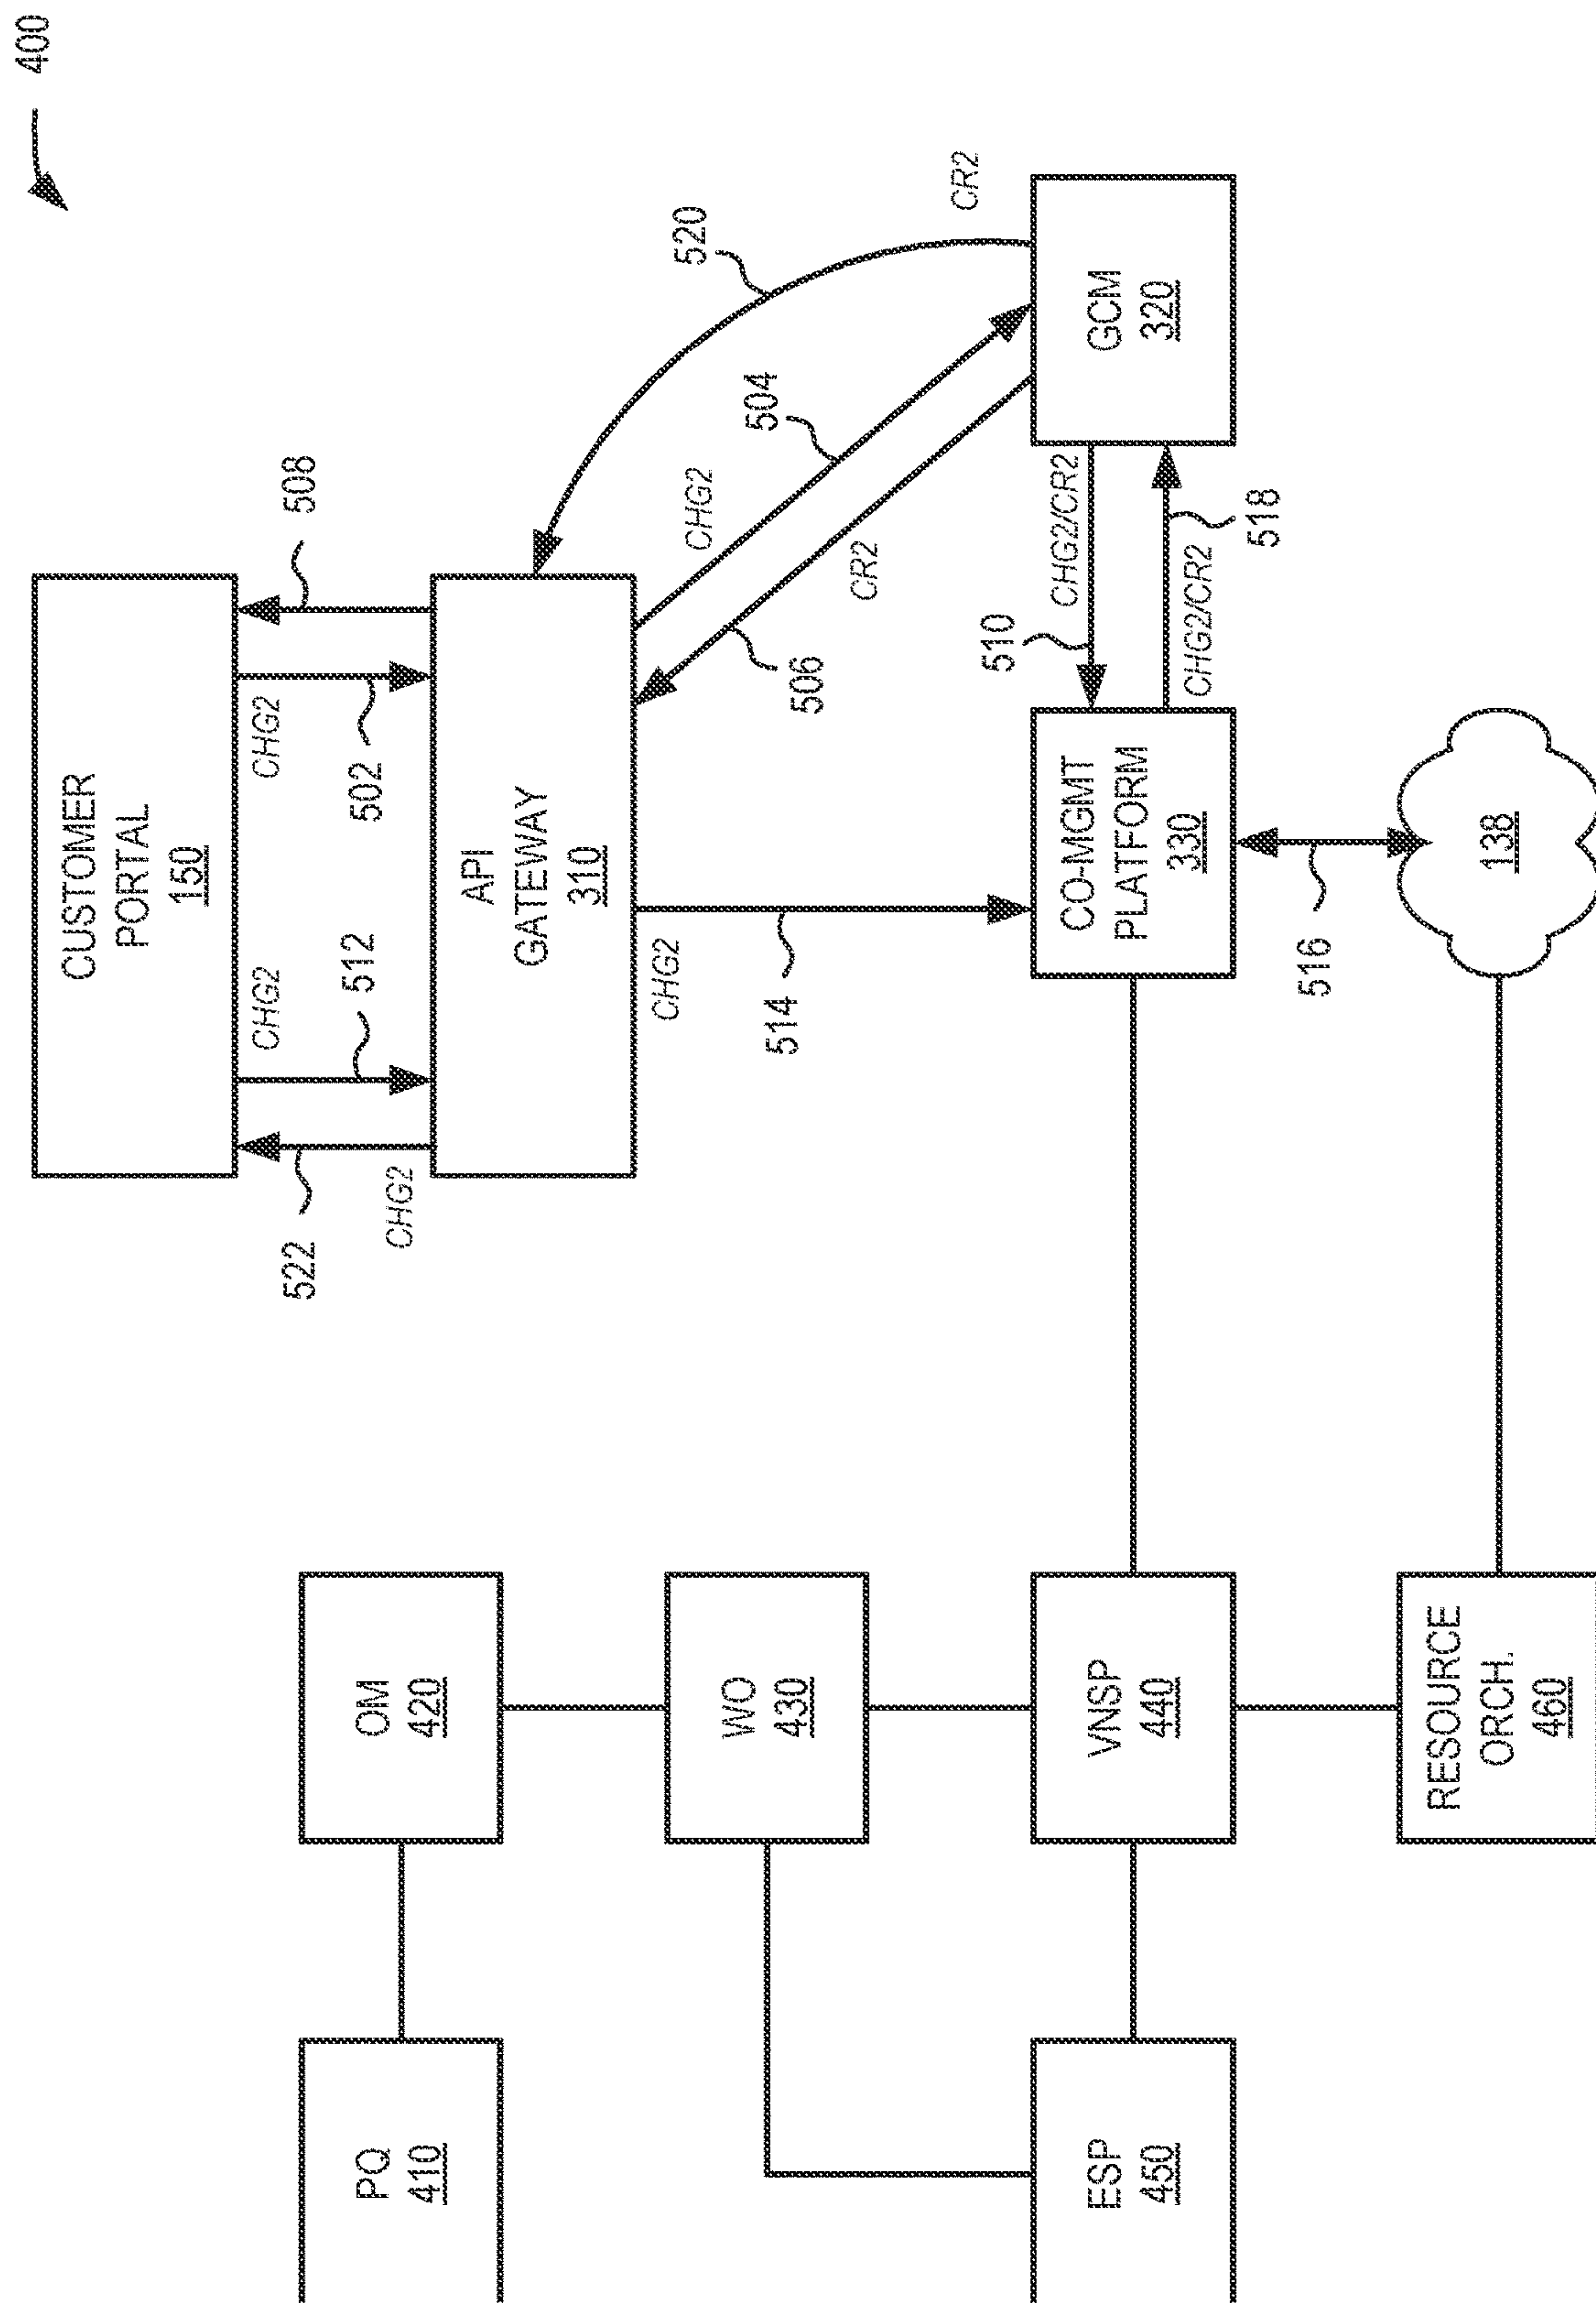 400
CUSTOMER
PORTAL
150
522
CHG2
512
CHG2
502
CHG2
508
CHG2
API
GATEWAY
310
PQ
410
OM
420
WO
430
CHG2
514
CHG2
504
506
CR2
520
CR2
ESP
450
VNSP
440
CO-MGMT
PLATFORM
330
510
CHG2/CR2
CHG2/CR2
518
GCM
320
516
RESOURCE
ORCH.
460
138